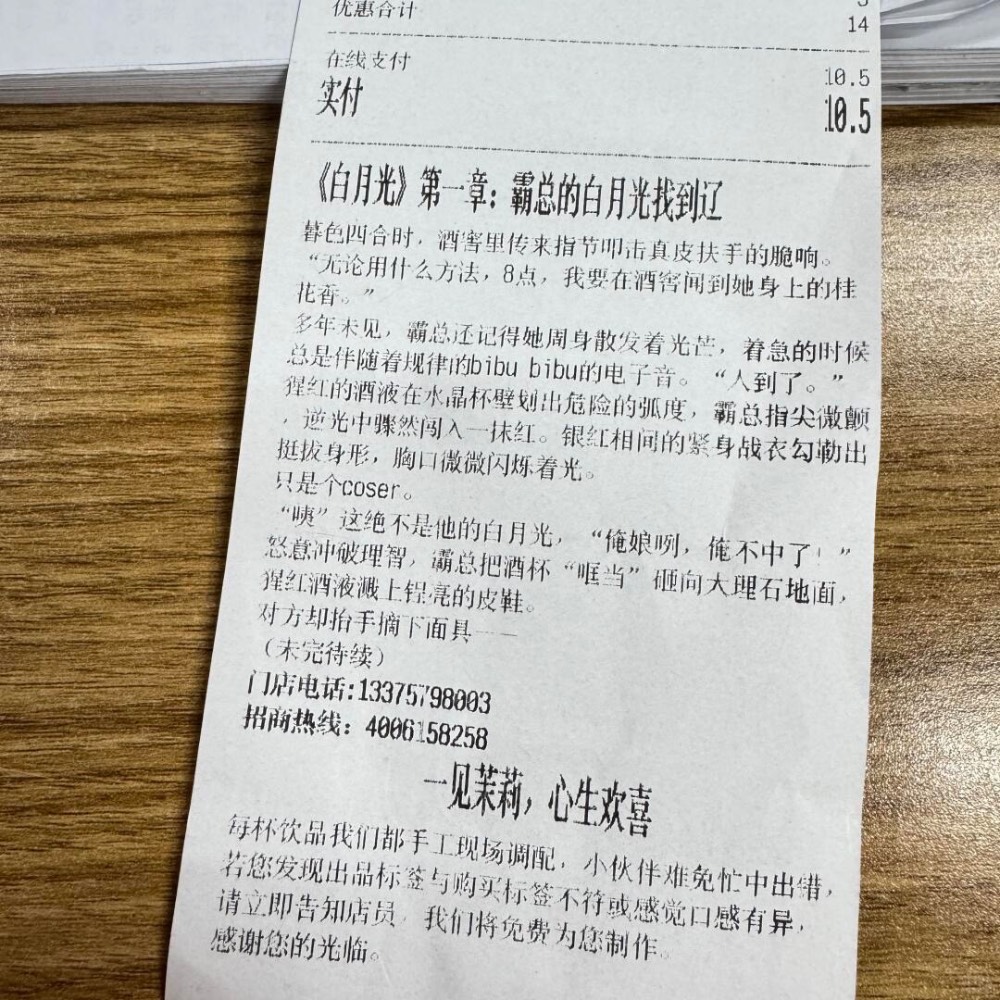 优惠合计
14
在线支付 10.5
实付 10.5
《白月光》第一章：霸总的白月光找到辽
暮色四合时，酒窖里传来指节叩击真皮扶手的脆响。
“无论用什么方法，8点，我要在酒窖闻到她身上的桂
花香。”
多年未见，霸总还记得她周身散发着光芒，着急的时候
总是伴随着规律的bibu bibu的电子音。“人到了。”
猩红的酒液在水晶杯壁划出危险的弧度，霸总指尖微颤
，逆光中骤然闯入一抹红。银红相间的紧身战衣勾勒出
挺拔身形，胸口微微闪烁着光。
只是个coser。
“咦”这绝不是他的白月光，“俺娘咧，俺不中了！”
怒意冲破理智，霸总把酒杯“哐当”砸向大理石地面，
猩红酒液溅上锃亮的皮鞋。
对方却抬手摘下面具——
（未完待续）
门店电话:13375798003
招商热线：4006158258
一见茉莉，心生欢喜
每杯饮品我们都手工现场调配，小伙伴难免忙中出错，
若您发现出品标签与购买标签不符或感觉口感有异，
请立即告知店员，我们将免费为您制作。
感谢您的光临。